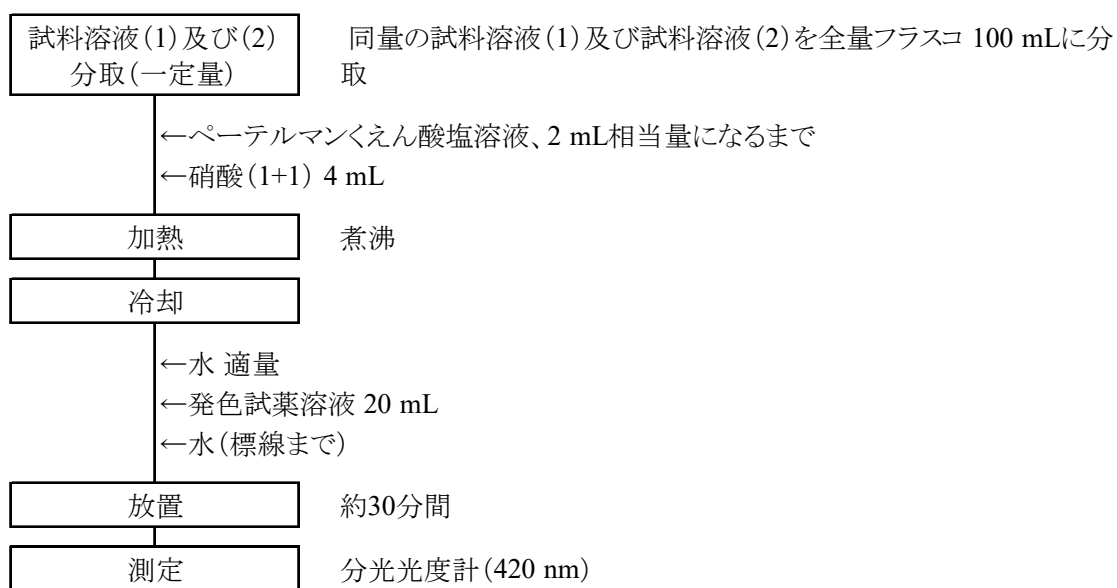 試料溶液(1)及び(2)
分取(一定量)
同量の試料溶液(1)及び試料溶液(2)を全量フラスコ 100 mLに分
取
←ペーテルマンくえん酸塩溶液、2 mL相当量になるまで
←硝酸(1+1) 4 mL
加熱
煮沸
冷却
←水 適量
←発色試薬溶液 20 mL
←水(標線まで)
放置
約30分間
測定
分光光度計(420 nm)